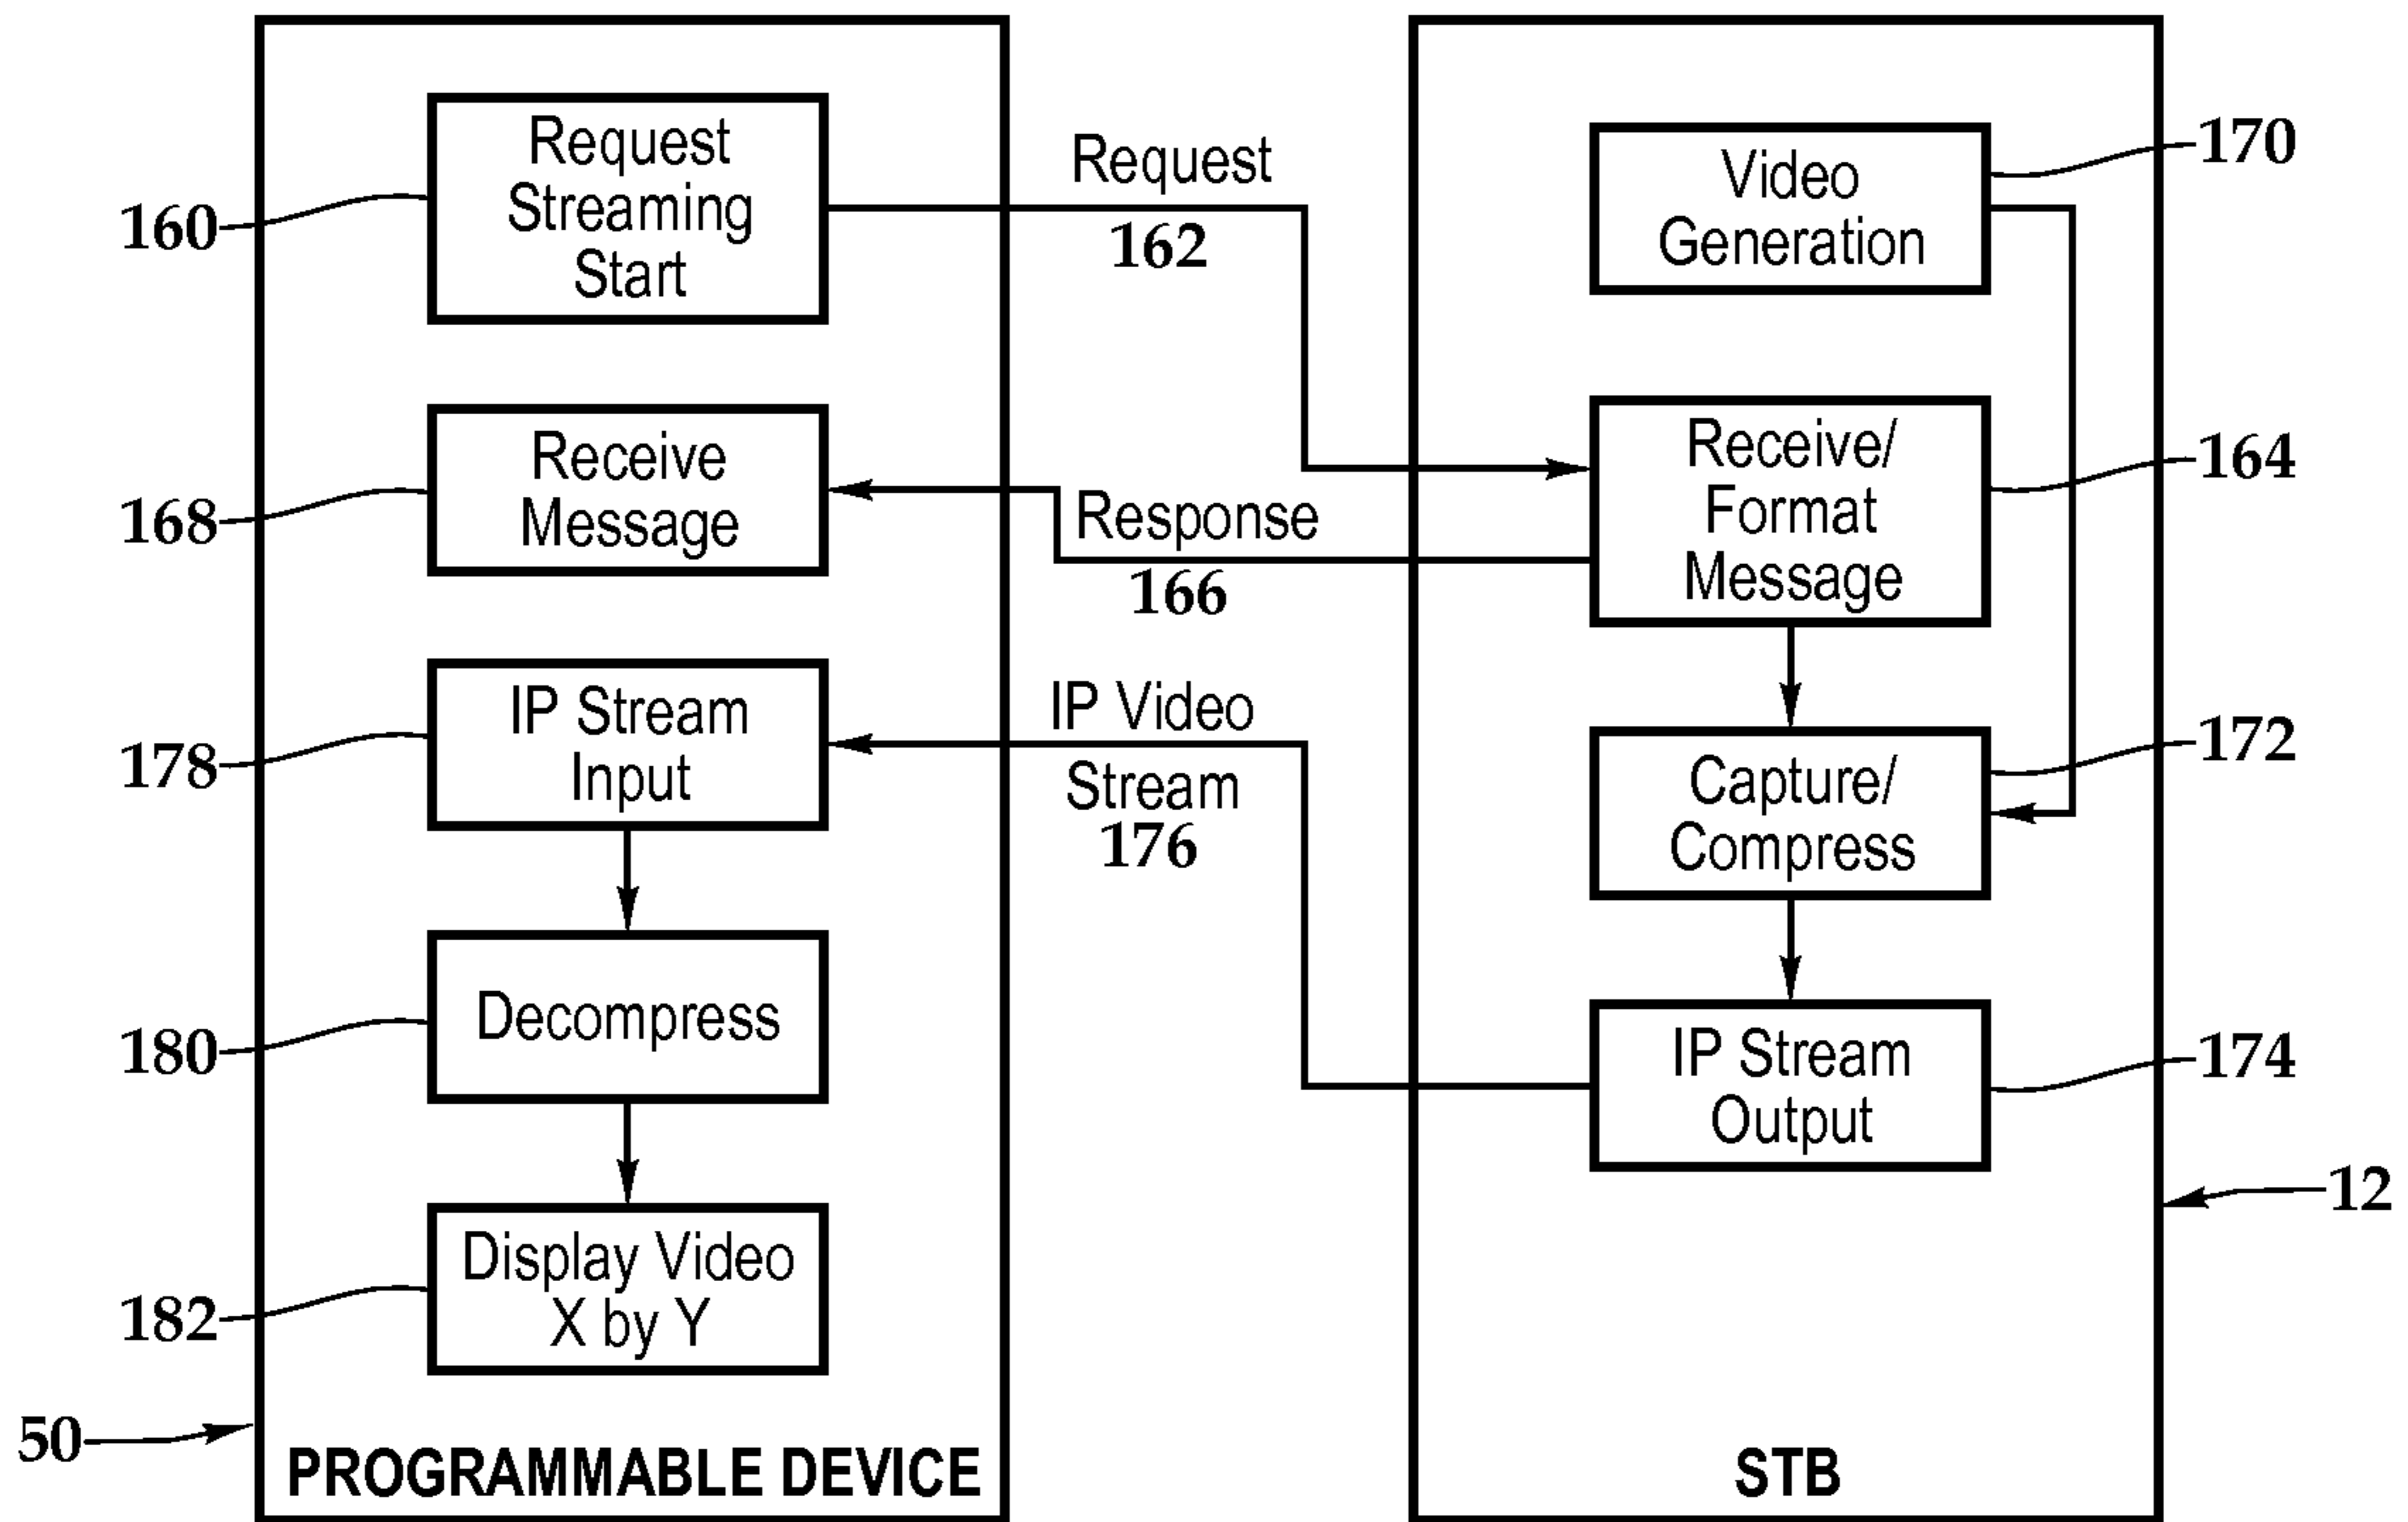 160
Request
Streaming
Start
Request
162
Video
Generation
170
168
Receive
Message
Response
166
Receive/
Format
Message
164
178
IP Stream
Input
IP Video
Stream
176
Capture/
Compress
172
180
Decompress
IP Stream
Output
174
182
Display Video
X by Y
12
50
PROGRAMMABLE DEVICE
STB